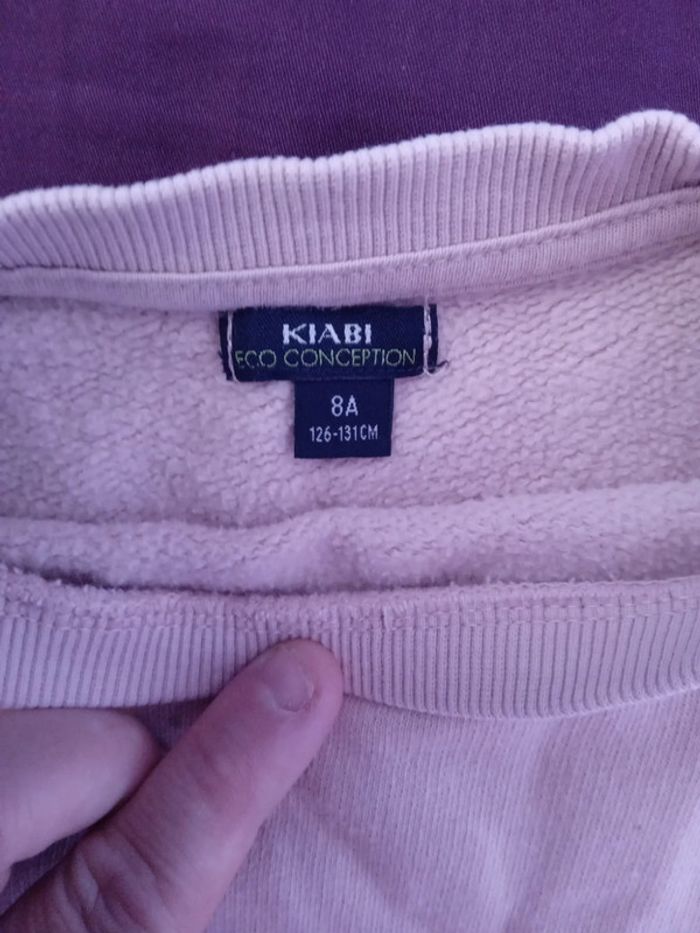 KIABI
ECO CONCEPTION
8A
126-131CM